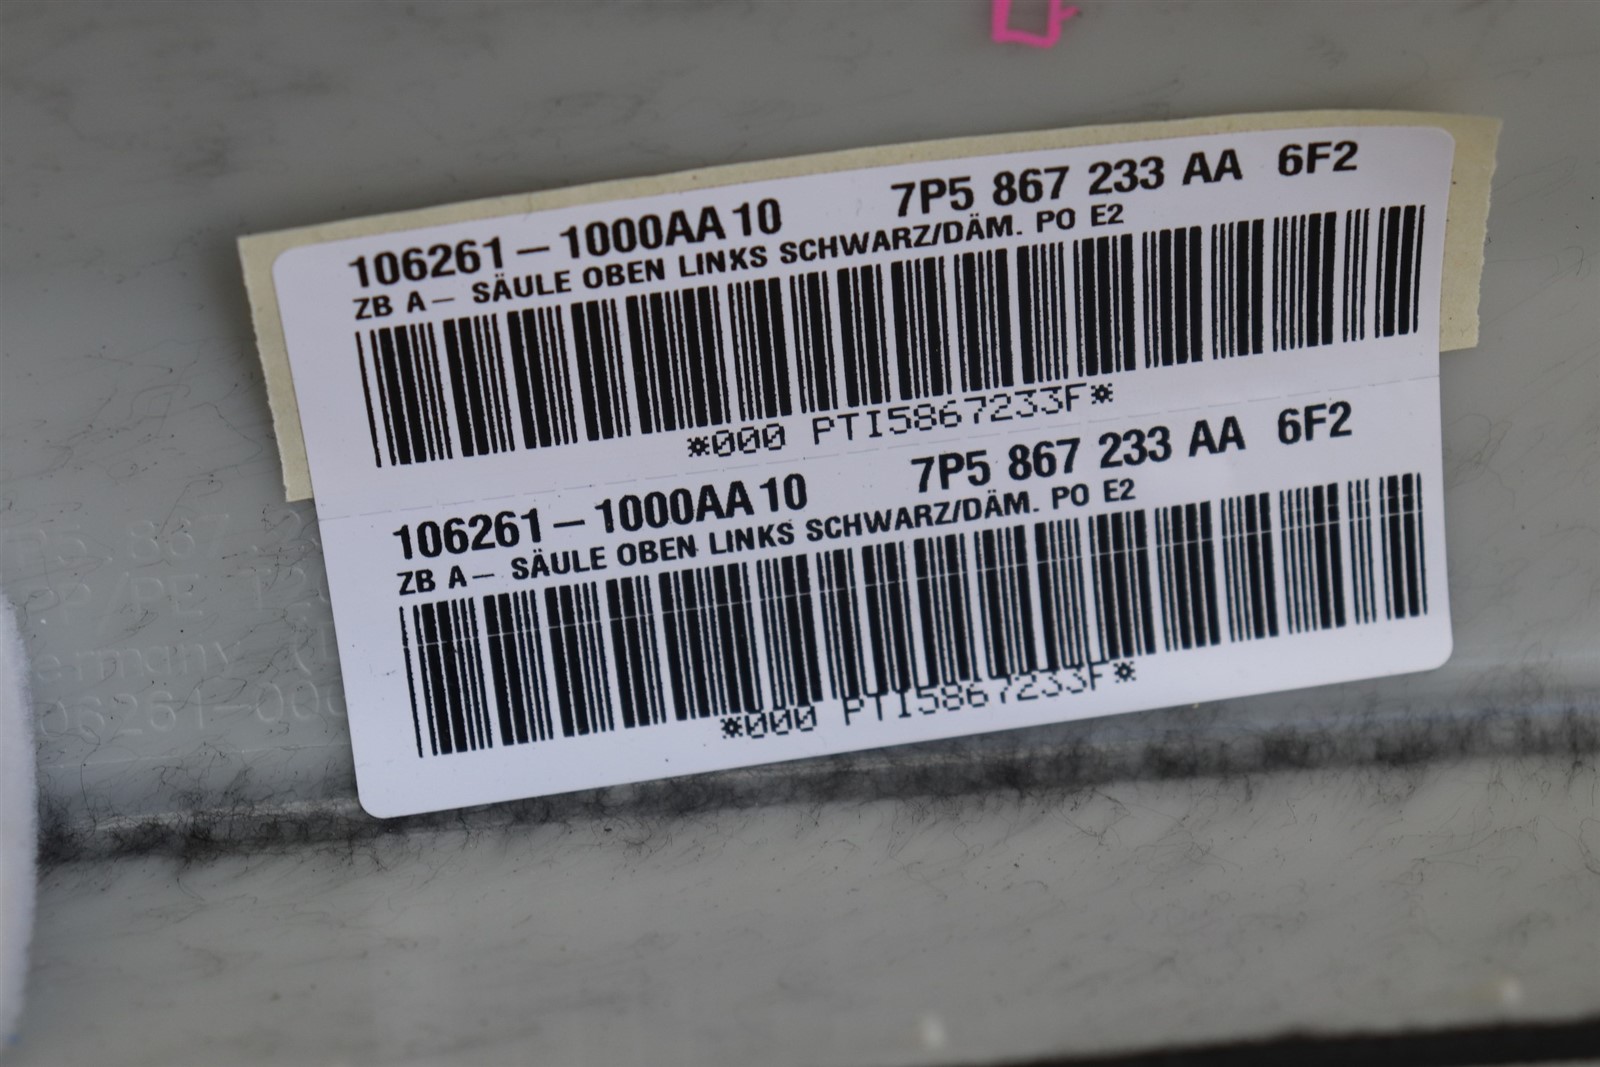 106261-1000AA10 7P5 867 233 AA 6F2
ZB A- SÄULE OBEN LINKS SCHWARZ/DÄM. PO E2
*000 PTI5867233F*
106261-1000AA10 7P5 867 233 AA 6F2
ZB A- SÄULE OBEN LINKS SCHWARZ/DÄM. PO E2
*000 PTI5867233F*